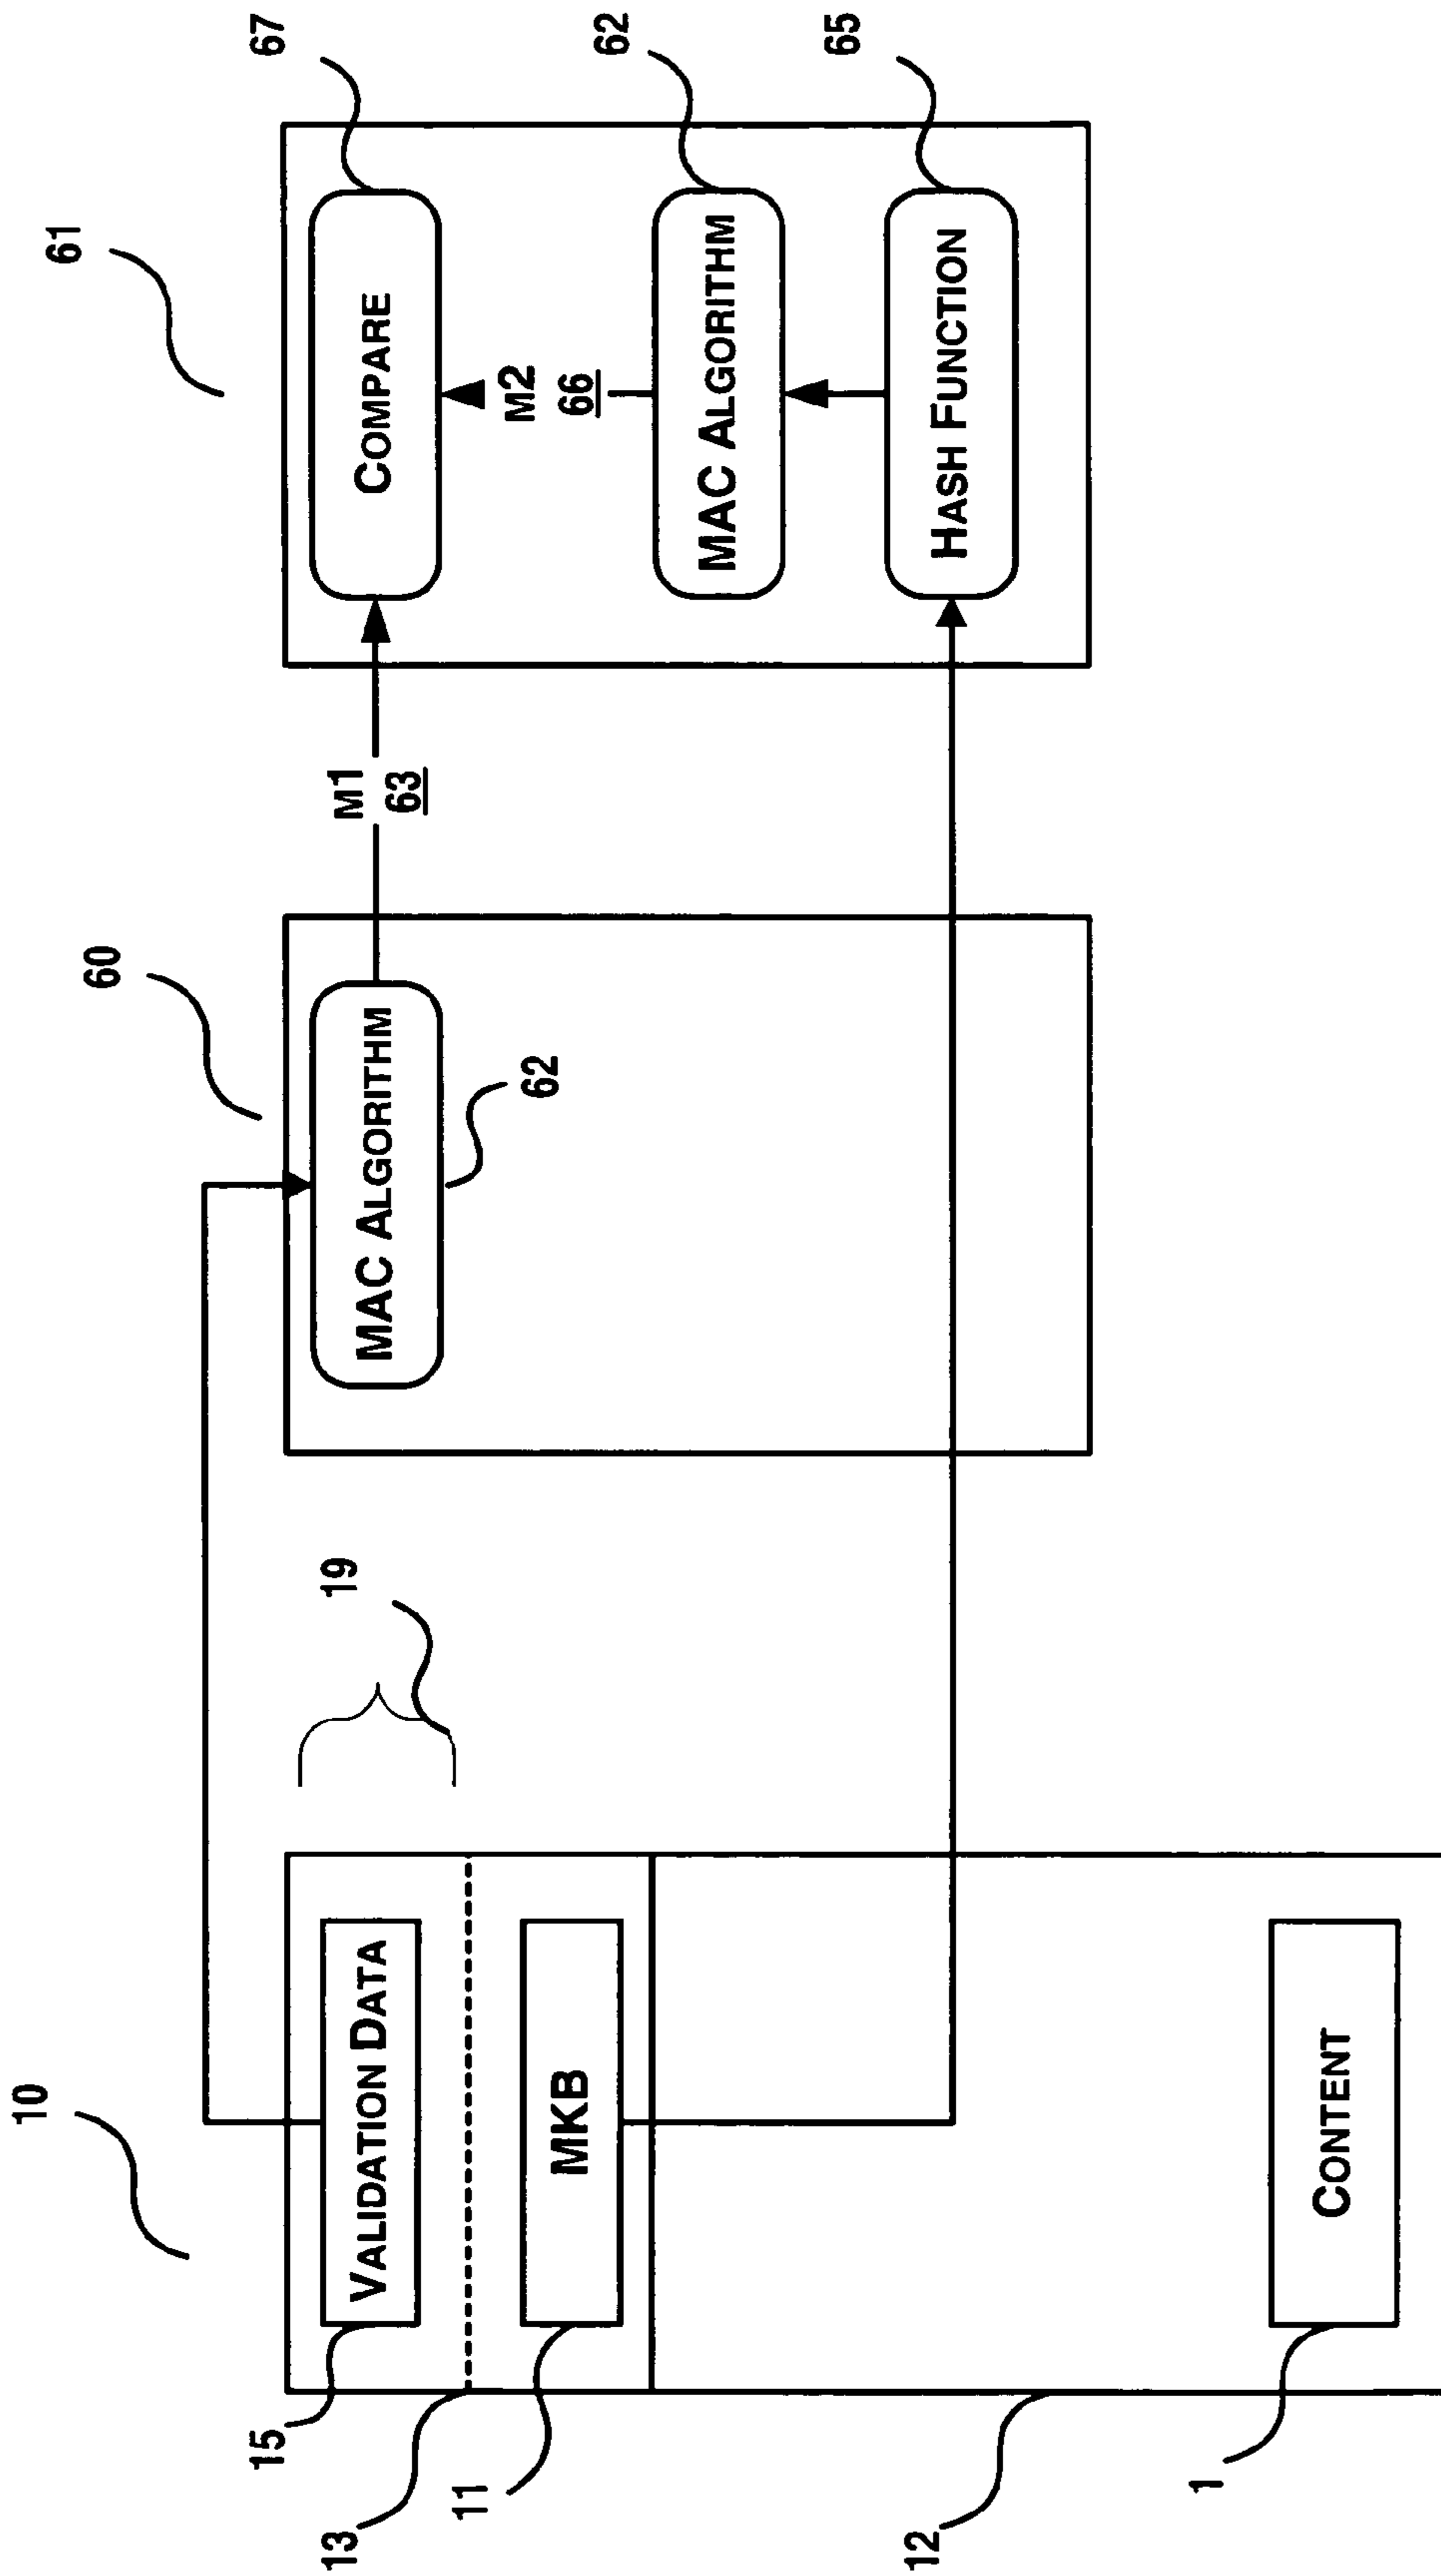 10
15
13
11
12
1
VALIDATION DATA
MKB
CONTENT
19
60
MAC ALGORITHM
62
M1
63
61
67
62
65
COMPARE
M2
66
MAC ALGORITHM
HASH FUNCTION